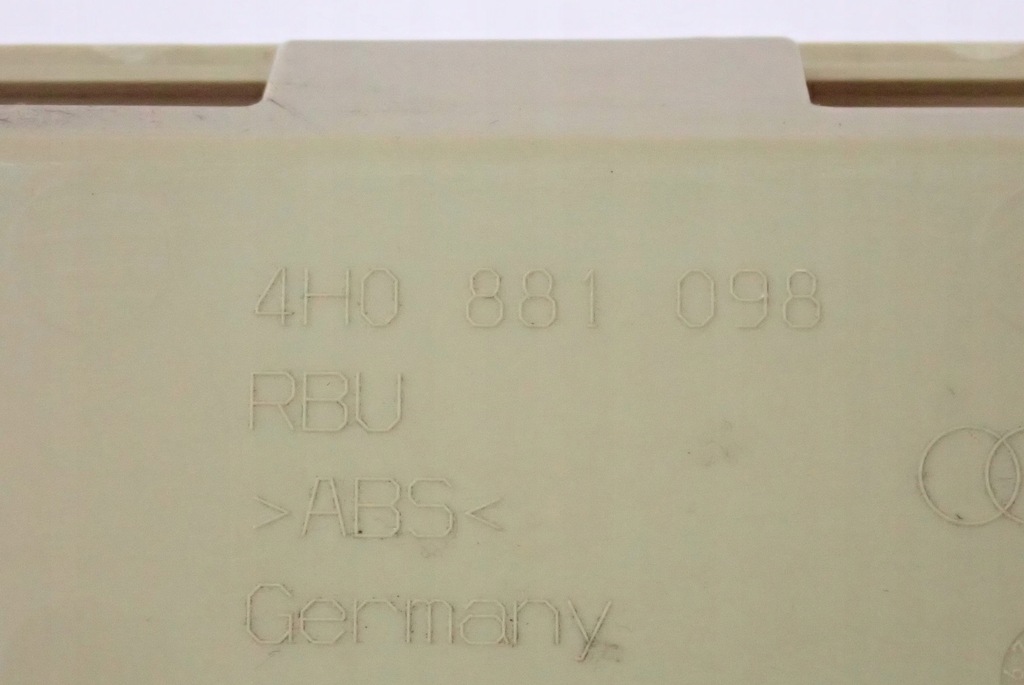 4H0 881 098
RBU
>ABS<
Germany